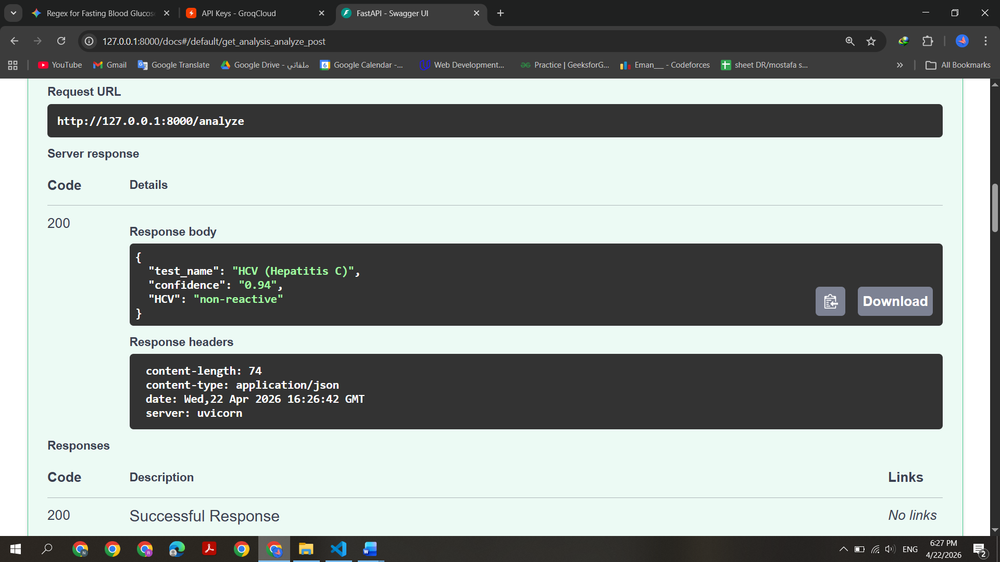 Regex for Fasting Blood Glucos
API Keys - GroqCloud
FastAPI - Swagger UI
127.0.0.1:8000/docs#/default/get_analysis_analyze_post
YouTube
Gmail
Google Translate
Google Drive - ملفاتي
Google Calendar -...
Web Development...
Practice | GeeksforG...
Eman___ - Codeforces
sheet DR/mostafa s...
All Bookmarks
Request URL
http://127.0.0.1:8000/analyze
Server response
Code Details
200
Response body
{
"test_name": "HCV (Hepatitis C)",
"confidence": "0.94",
"HCV": "non-reactive"
}
Download
Response headers
content-length: 74
content-type: application/json
date: Wed,22 Apr 2026 16:26:42 GMT
server: uvicorn
Responses
Code Description Links
200 Successful Response No links
ENG
6:27 PM
4/22/2026
2